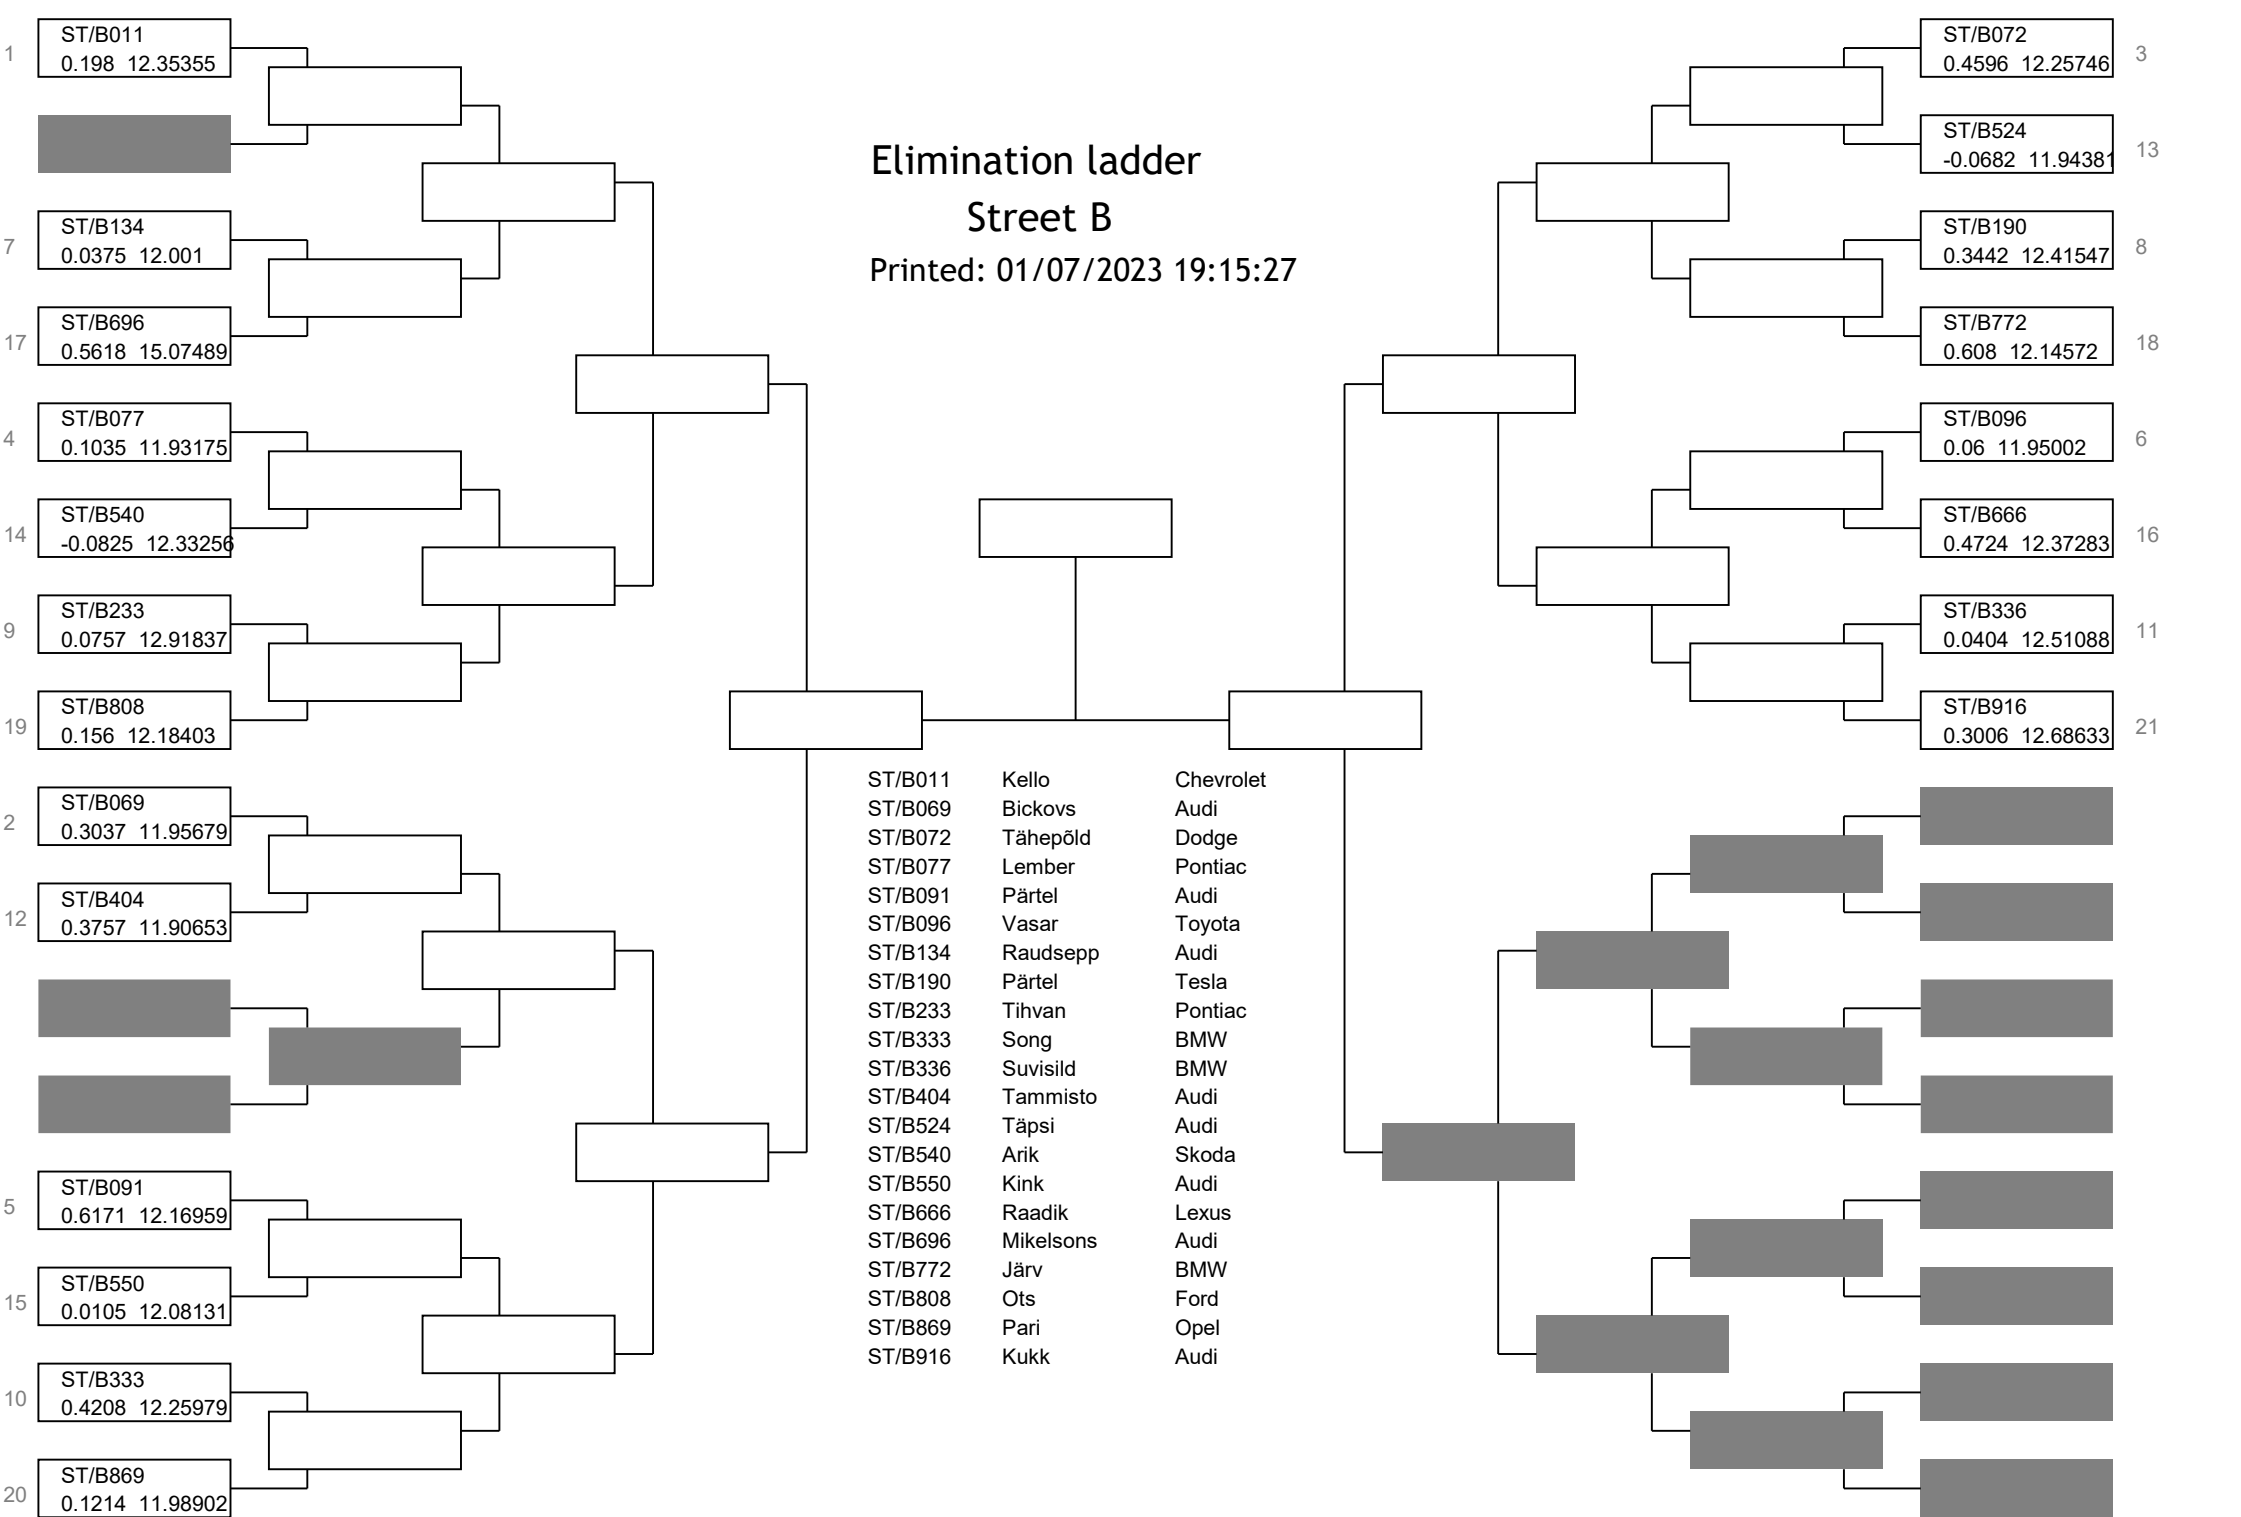 Elimination ladder
Street B
Printed: 01/07/2023 19:15:27
1
ST/B011
0.198 12.35355
7
ST/B134
0.0375 12.001
17
ST/B696
0.5618 15.07489
4
ST/B077
0.1035 11.93175
14
ST/B540
-0.0825 12.33256
9
ST/B233
0.0757 12.91837
19
ST/B808
0.156 12.18403
2
ST/B069
0.3037 11.95679
12
ST/B404
0.3757 11.90653
5
ST/B091
0.6171 12.16959
15
ST/B550
0.0105 12.08131
10
ST/B333
0.4208 12.25979
20
ST/B869
0.1214 11.98902
ST/B072
0.4596 12.25746
3
ST/B524
-0.0682 11.94381
13
ST/B190
0.3442 12.41547
8
ST/B772
0.608 12.14572
18
ST/B096
0.06 11.95002
6
ST/B666
0.4724 12.37283
16
ST/B336
0.0404 12.51088
11
ST/B916
0.3006 12.68633
21
ST/B011 Kello Chevrolet
ST/B069 Bickovs Audi
ST/B072 Tähepõld Dodge
ST/B077 Lember Pontiac
ST/B091 Pärtel Audi
ST/B096 Vasar Toyota
ST/B134 Raudsepp Audi
ST/B190 Pärtel Tesla
ST/B233 Tihvan Pontiac
ST/B333 Song BMW
ST/B336 Suvisild BMW
ST/B404 Tammisto Audi
ST/B524 Täpsi Audi
ST/B540 Arik Skoda
ST/B550 Kink Audi
ST/B666 Raadik Lexus
ST/B696 Mikelsons Audi
ST/B772 Järv BMW
ST/B808 Ots Ford
ST/B869 Pari Opel
ST/B916 Kukk Audi